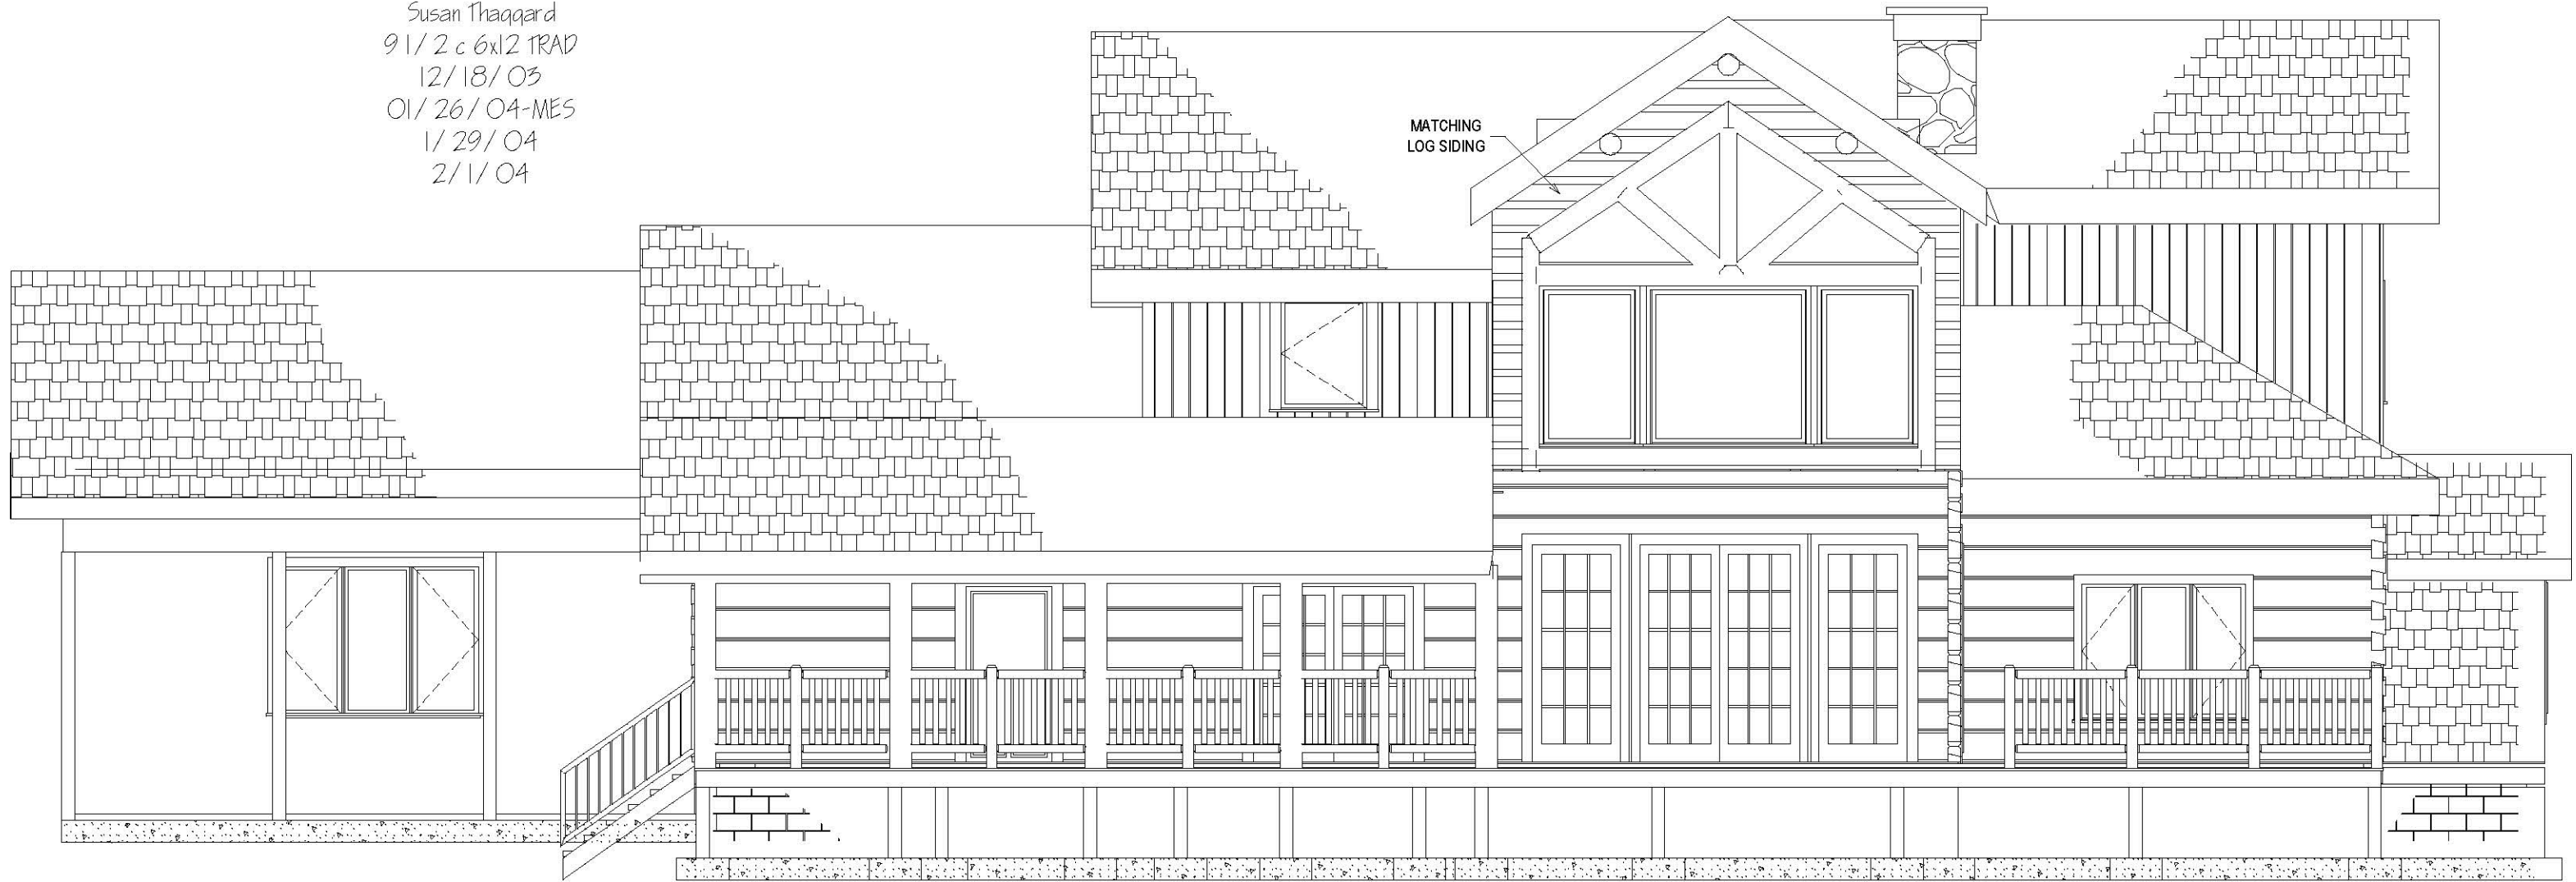 Susan Thaggard
9 1/2 c 6x12 TRAD
12/18/03
01/26/04-MES
1/29/04
2/1/04
MATCHING
LOG SIDING